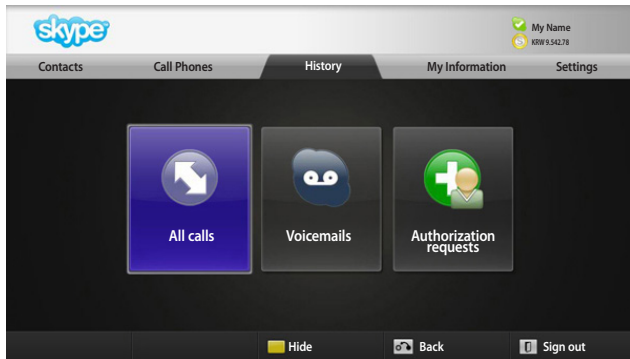 skype
My Name
KRW 9.542.78
Contacts
Call Phones
History
My Information
Settings
All calls
Voicemails
Authorization
requests
Hide
Back
Sign out